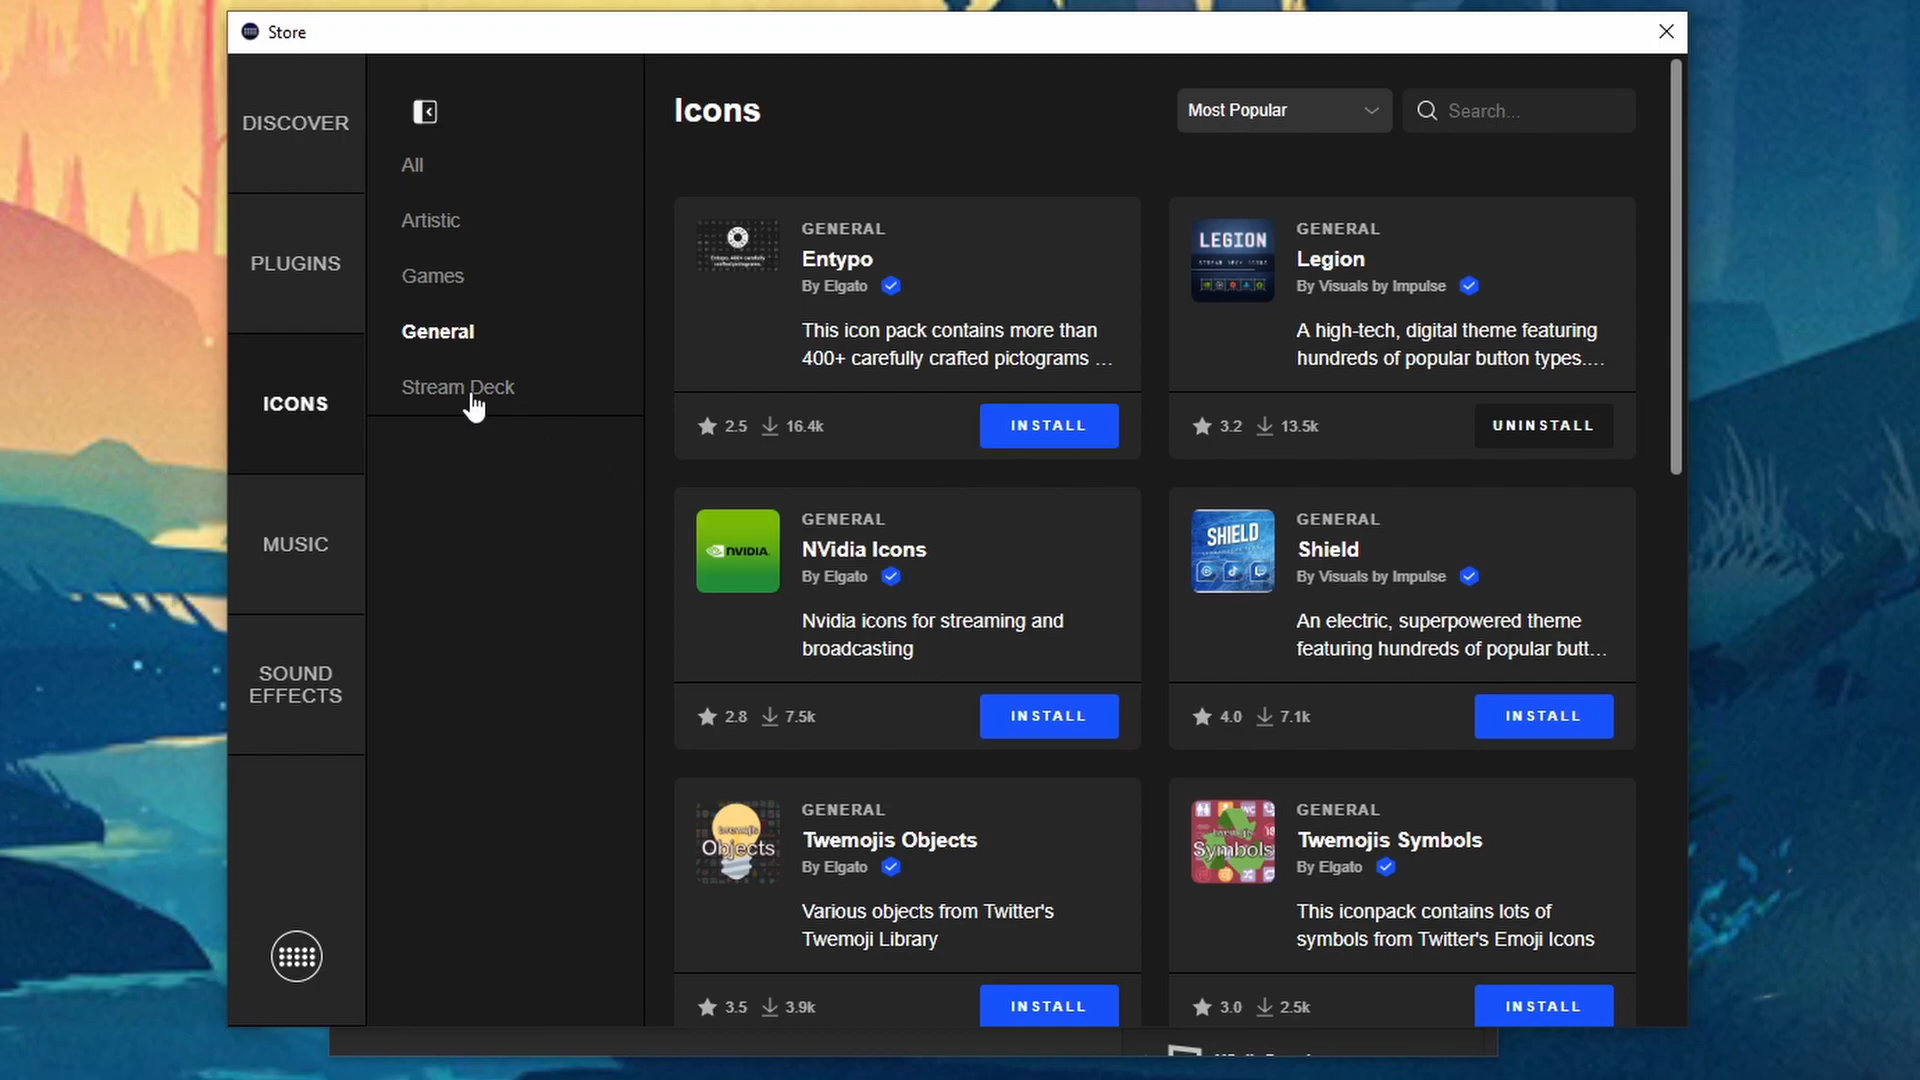 Store
DISCOVER
PLUGINS
ICONS
MUSIC
SOUND
EFFECTS
All
Artistic
Games
General
Stream Deck
Icons
Most Popular
Search...
GENERAL
Entypo
By Elgato
This icon pack contains more than
400+ carefully crafted pictograms ...
2.5 16.4k
INSTALL
LEGION
GENERAL
Legion
By Visuals by Impulse
A high-tech, digital theme featuring
hundreds of popular button types....
3.2 13.5k
UNINSTALL
NVIDIA
GENERAL
NVidia Icons
By Elgato
Nvidia icons for streaming and
broadcasting
2.8 7.5k
INSTALL
SHIELD
GENERAL
Shield
By Visuals by Impulse
An electric, superpowered theme
featuring hundreds of popular butt...
4.0 7.1k
INSTALL
twemojis
Objects
GENERAL
Twemojis Objects
By Elgato
Various objects from Twitter's
Twemoji Library
3.5 3.9k
INSTALL
twemojis
Symbols
GENERAL
Twemojis Symbols
By Elgato
This iconpack contains lots of
symbols from Twitter's Emoji Icons
3.0 2.5k
INSTALL